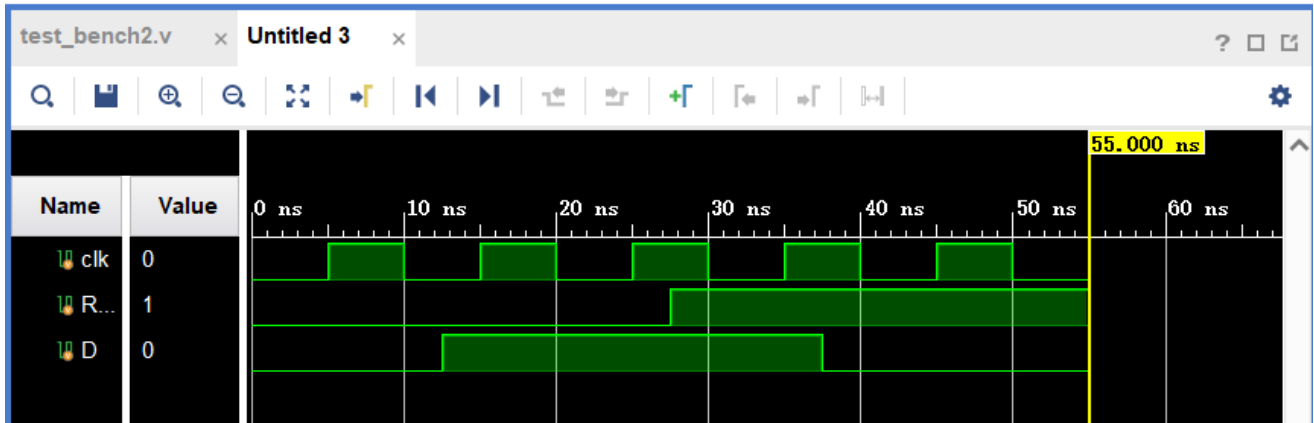 test_bench2.v × Untitled 3 ×
?
55.000 ns
Name Value
0 ns 10 ns 20 ns 30 ns 40 ns 50 ns 60 ns
clk 0
R... 1
D 0